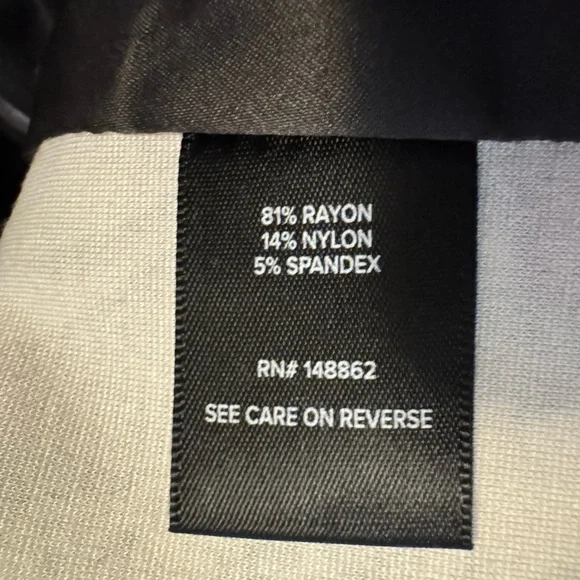 81% RAYON
14% NYLON
5% SPANDEX
RN# 148862
SEE CARE ON REVERSE